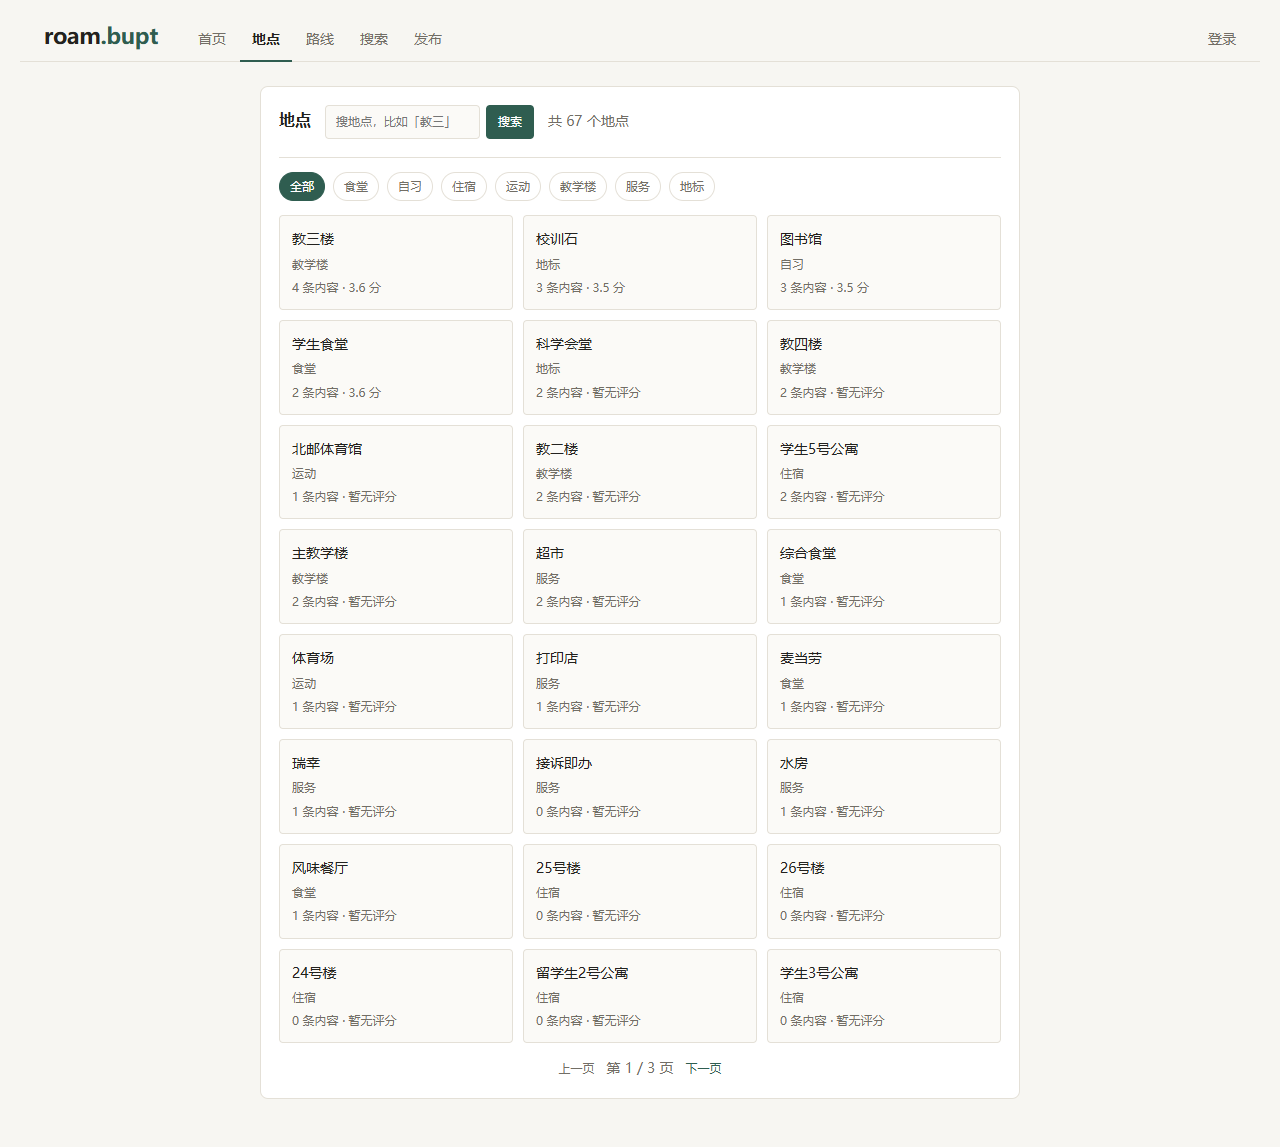 roam.bupt 首页 地点 路线 搜索 发布 登录
地点 搜地点，比如「教三」 搜索 共 67 个地点
全部 食堂 自习 住宿 运动 教学楼 服务 地标
教三楼 校训石 图书馆
教学楼 地标 自习
4 条内容 · 3.6 分 3 条内容 · 3.5 分 3 条内容 · 3.5 分
学生食堂 科学会堂 教四楼
食堂 地标 教学楼
2 条内容 · 3.6 分 2 条内容 · 暂无评分 2 条内容 · 暂无评分
北邮体育馆 教二楼 学生5号公寓
运动 教学楼 住宿
1 条内容 · 暂无评分 2 条内容 · 暂无评分 2 条内容 · 暂无评分
主教学楼 超市 综合食堂
教学楼 服务 食堂
2 条内容 · 暂无评分 2 条内容 · 暂无评分 1 条内容 · 暂无评分
体育场 打印店 麦当劳
运动 服务 食堂
1 条内容 · 暂无评分 1 条内容 · 暂无评分 1 条内容 · 暂无评分
瑞幸 接诉即办 水房
服务 服务 服务
1 条内容 · 暂无评分 0 条内容 · 暂无评分 1 条内容 · 暂无评分
风味餐厅 25号楼 26号楼
食堂 住宿 住宿
1 条内容 · 暂无评分 0 条内容 · 暂无评分 0 条内容 · 暂无评分
24号楼 留学生2号公寓 学生3号公寓
住宿 住宿 住宿
0 条内容 · 暂无评分 0 条内容 · 暂无评分 0 条内容 · 暂无评分
上一页 第 1 / 3 页 下一页